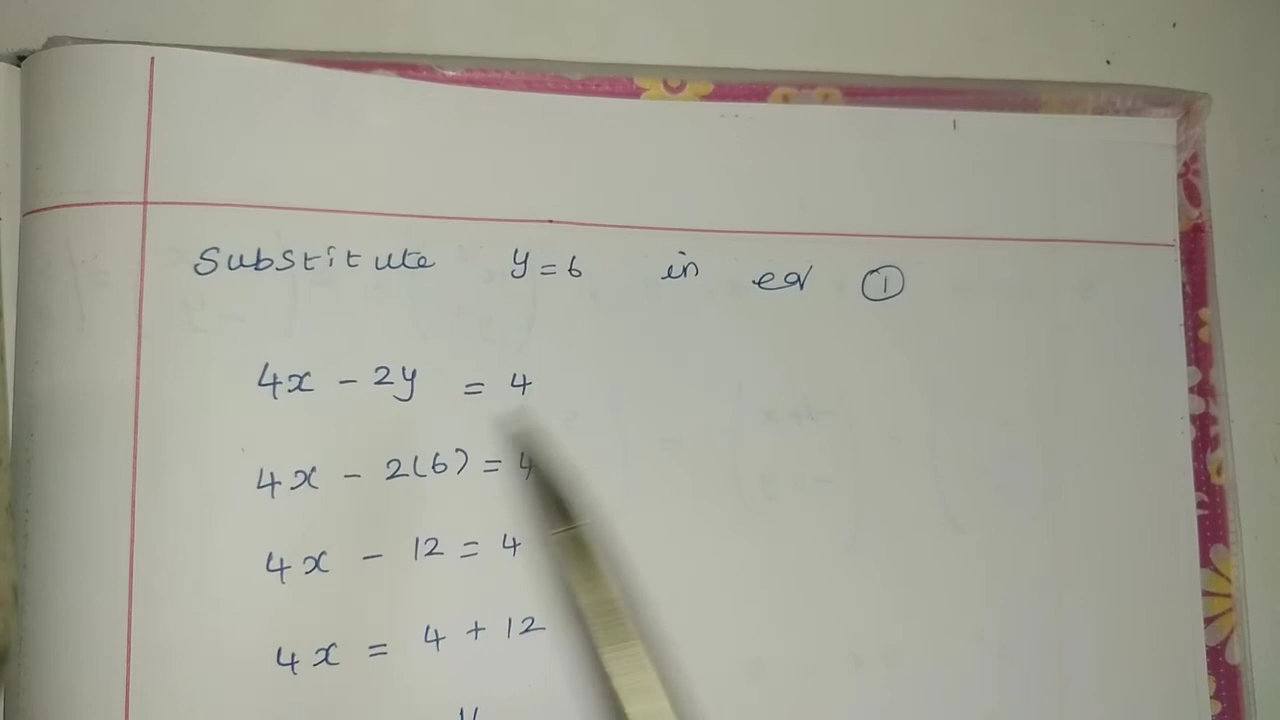 Substitute y = 6 in eq ①
4x - 2y = 4
4x - 2(6) = 4
4x - 12 = 4
4x = 4 + 12